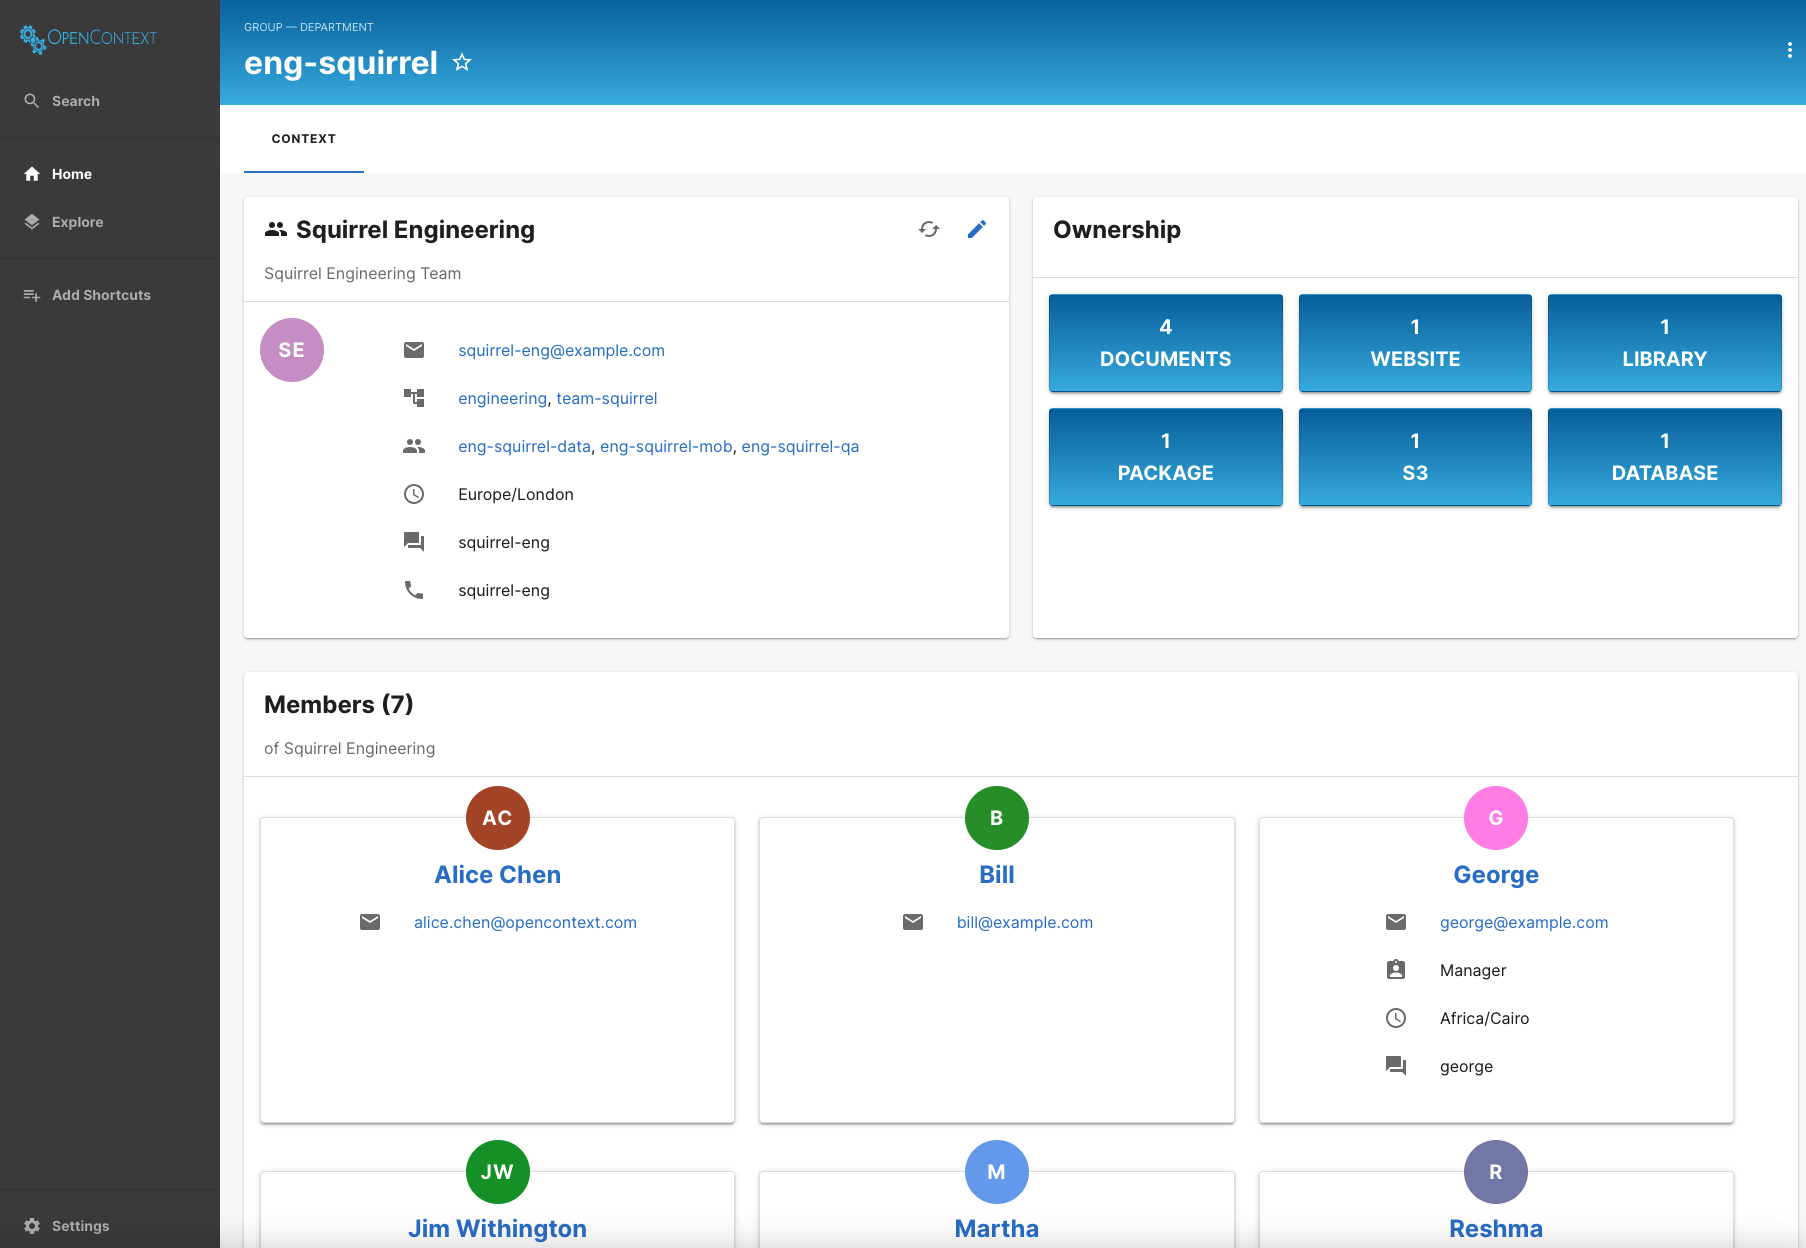 OPENCONTEXT
Search
Home
Explore
Add Shortcuts
Settings
GROUP — DEPARTMENT
eng-squirrel
CONTEXT
Squirrel Engineering
Squirrel Engineering Team
SE
squirrel-eng@example.com
engineering, team-squirrel
eng-squirrel-data, eng-squirrel-mob, eng-squirrel-qa
Europe/London
squirrel-eng
squirrel-eng
Ownership
4
DOCUMENTS
1
WEBSITE
1
LIBRARY
1
PACKAGE
1
S3
1
DATABASE
Members (7)
of Squirrel Engineering
AC
Alice Chen
alice.chen@opencontext.com
B
Bill
bill@example.com
G
George
george@example.com
Manager
Africa/Cairo
george
JW
Jim Withington
M
Martha
R
Reshma